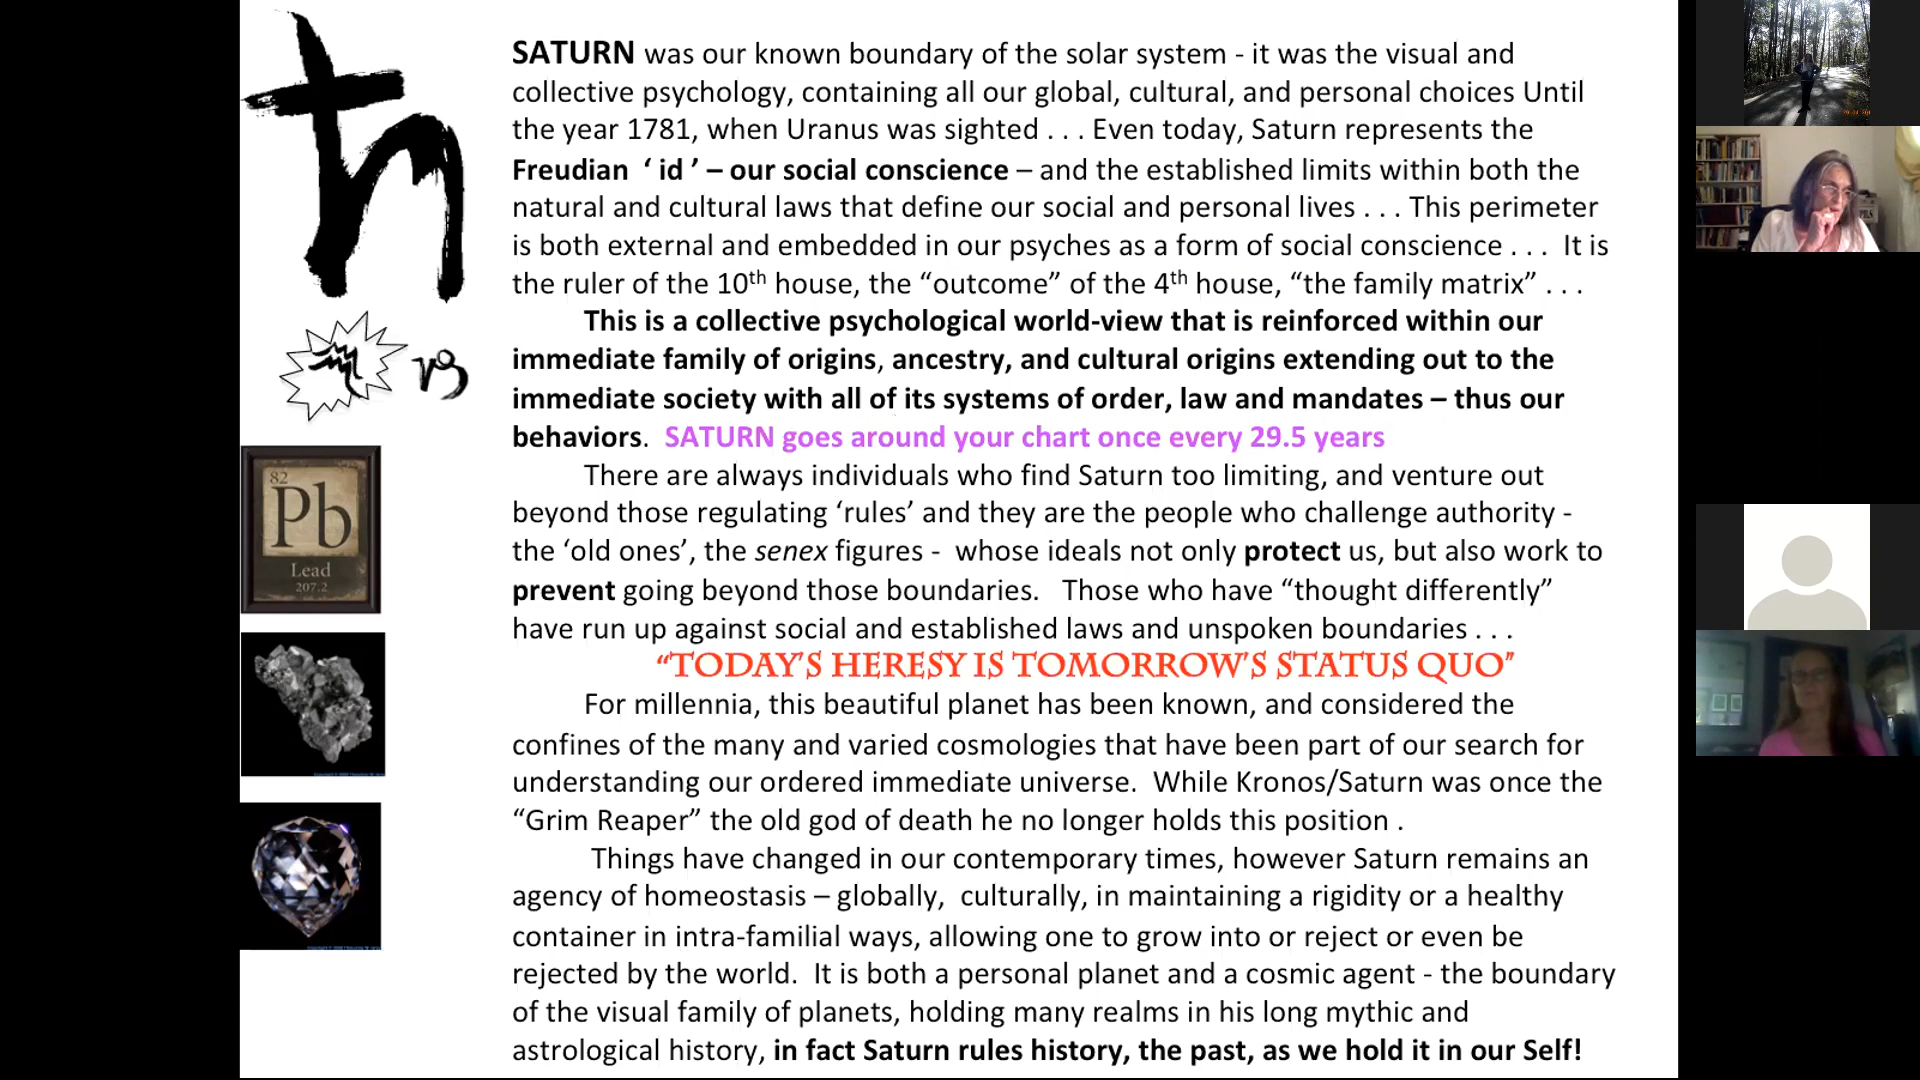 SATURN was our known boundary of the solar system - it was the visual and
collective psychology, containing all our global, cultural, and personal choices Until
the year 1781, when Uranus was sighted . . . Even today, Saturn represents the
Freudian ‘ id ’ – our social conscience – and the established limits within both the
natural and cultural laws that define our social and personal lives . . . This perimeter
is both external and embedded in our psyches as a form of social conscience . . . It is
the ruler of the 10th house, the “outcome” of the 4th house, “the family matrix” . . .
This is a collective psychological world-view that is reinforced within our
immediate family of origins, ancestry, and cultural origins extending out to the
immediate society with all of its systems of order, law and mandates – thus our
behaviors. SATURN goes around your chart once every 29.5 years
There are always individuals who find Saturn too limiting, and venture out
beyond those regulating ‘rules’ and they are the people who challenge authority -
the ‘old ones’, the senex figures - whose ideals not only protect us, but also work to
prevent going beyond those boundaries. Those who have “thought differently”
have run up against social and established laws and unspoken boundaries . . .
“TODAY’S HERESY IS TOMORROW’S STATUS QUO”
For millennia, this beautiful planet has been known, and considered the
confines of the many and varied cosmologies that have been part of our search for
understanding our ordered immediate universe. While Kronos/Saturn was once the
“Grim Reaper” the old god of death he no longer holds this position .
Things have changed in our contemporary times, however Saturn remains an
agency of homeostasis – globally, culturally, in maintaining a rigidity or a healthy
container in intra-familial ways, allowing one to grow into or reject or even be
rejected by the world. It is both a personal planet and a cosmic agent - the boundary
of the visual family of planets, holding many realms in his long mythic and
astrological history, in fact Saturn rules history, the past, as we hold it in our Self!
82
Pb
Lead
207.2